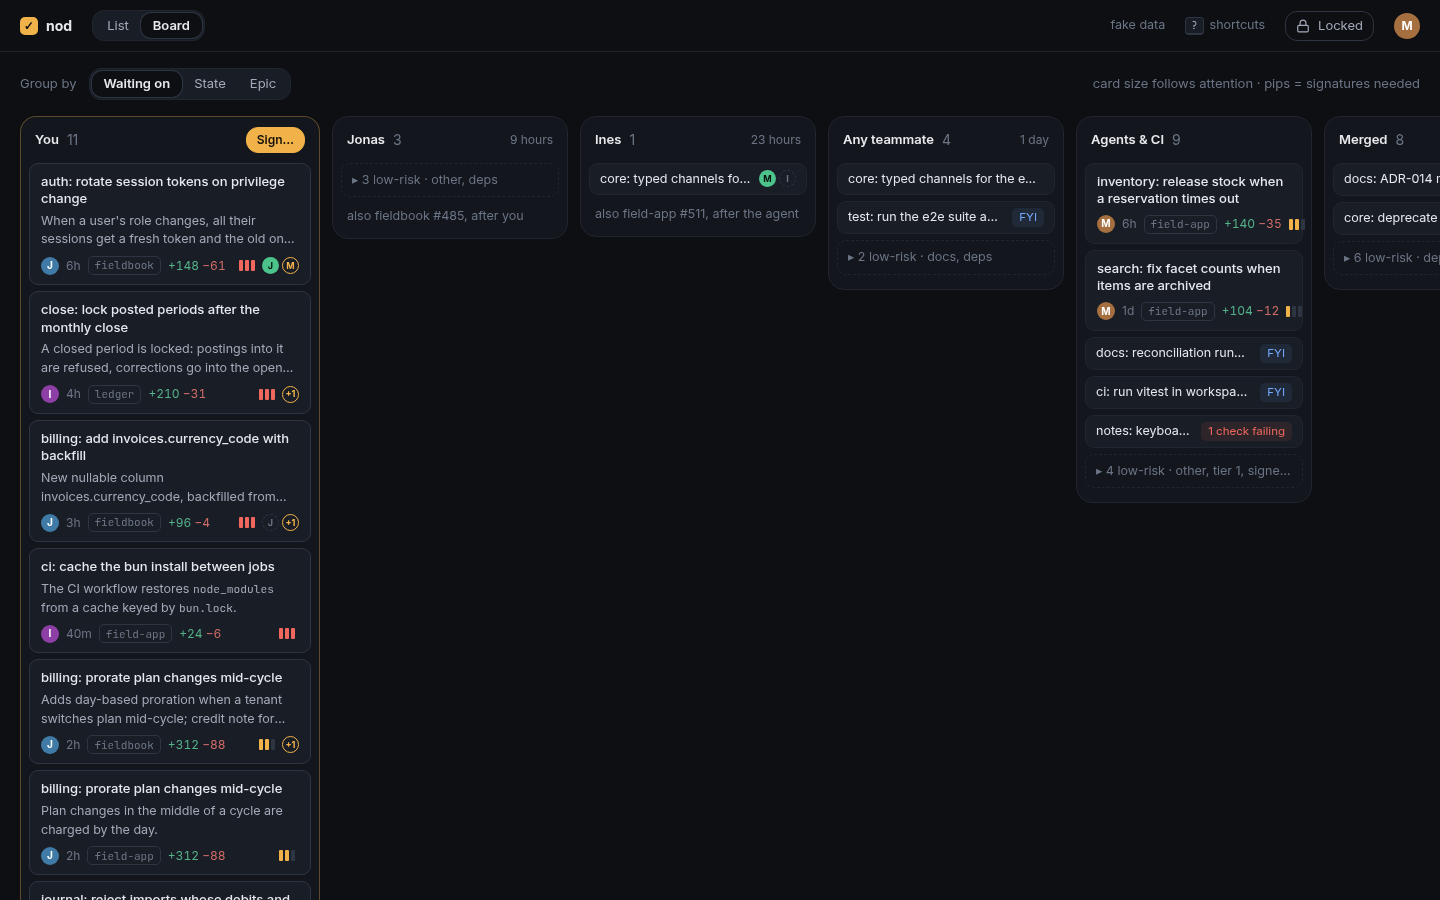 ✓ nod List Board fake data ? shortcuts Locked M
Group by Waiting on State Epic card size follows attention · pips = signatures needed
You 11 Sign...
auth: rotate session tokens on privilege
change
When a user's role changes, all their
sessions get a fresh token and the old on...
J 6h fieldbook +148 −61 J M
close: lock posted periods after the
monthly close
A closed period is locked: postings into it
are refused, corrections go into the open...
I 4h ledger +210 −31 +1
billing: add invoices.currency_code with
backfill
New nullable column
invoices.currency_code, backfilled from...
J 3h fieldbook +96 −4 J +1
ci: cache the bun install between jobs
The CI workflow restores node_modules
from a cache keyed by bun.lock.
I 40m field-app +24 −6
billing: prorate plan changes mid-cycle
Adds day-based proration when a tenant
switches plan mid-cycle; credit note for...
J 2h fieldbook +312 −88 +1
billing: prorate plan changes mid-cycle
Plan changes in the middle of a cycle are
charged by the day.
J 2h field-app +312 −88
journal: reject imports whose debits and
Jonas 3 9 hours
▸ 3 low-risk · other, deps
also fieldbook #485, after you
Ines 1 23 hours
core: typed channels fo... M I
also field-app #511, after the agent
Any teammate 4 1 day
core: typed channels for the e...
test: run the e2e suite a... FYI
▸ 2 low-risk · docs, deps
Agents & CI 9
inventory: release stock when
a reservation times out
M 6h field-app +140 −35
search: fix facet counts when
items are archived
M 1d field-app +104 −12
docs: reconciliation run... FYI
ci: run vitest in workspa... FYI
notes: keyboa... 1 check failing
▸ 4 low-risk · other, tier 1, signe...
Merged 8
docs: ADR-014
core: deprecate
▸ 6 low-risk ·